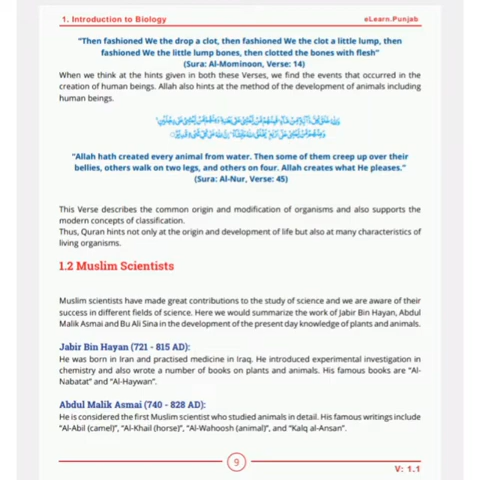 1. Introduction to Biology
eLearn.Punjab
"Then fashioned We the drop a clot, then fashioned We the clot a little lump, then
fashioned We the little lump bones, then clotted the bones with flesh"
(Sura: Al-Mominoon, Verse: 14)
When we think at the hints given in both these Verses, we find the events that occurred in the
creation of human beings. Allah also hints at the method of the development of animals including
human beings.
"Allah hath created every animal from water. Then some of them creep up over their
bellies, others walk on two legs, and others on four. Allah creates what He pleases."
(Sura: Al-Nur, Verse: 45)
This Verse describes the common origin and modification of organisms and also supports the
modern concepts of classification.
Thus, Quran hints not only at the origin and development of life but also at many characteristics of
living organisms.
1.2 Muslim Scientists
Muslim scientists have made great contributions to the study of science and we are aware of their
success in different fields of science. Here we would summarize the work of Jabir Bin Hayan, Abdul
Malik Asmai and Bu Ali Sina in the development of the present day knowledge of plants and animals.
Jabir Bin Hayan (721 - 815 AD):
He was born in Iran and practised medicine in Iraq. He introduced experimental investigation in
chemistry and also wrote a number of books on plants and animals. His famous books are "Al-
Nabatat" and "Al-Haywan".
Abdul Malik Asmai (740 - 828 AD):
He is considered the first Muslim scientist who studied animals in detail. His famous writings include
"Al-Abil (camel), "Al-Khail (horse), "Al-Wahoosh (animal), and "Kalq al-Ansan".
9
V: 1.1